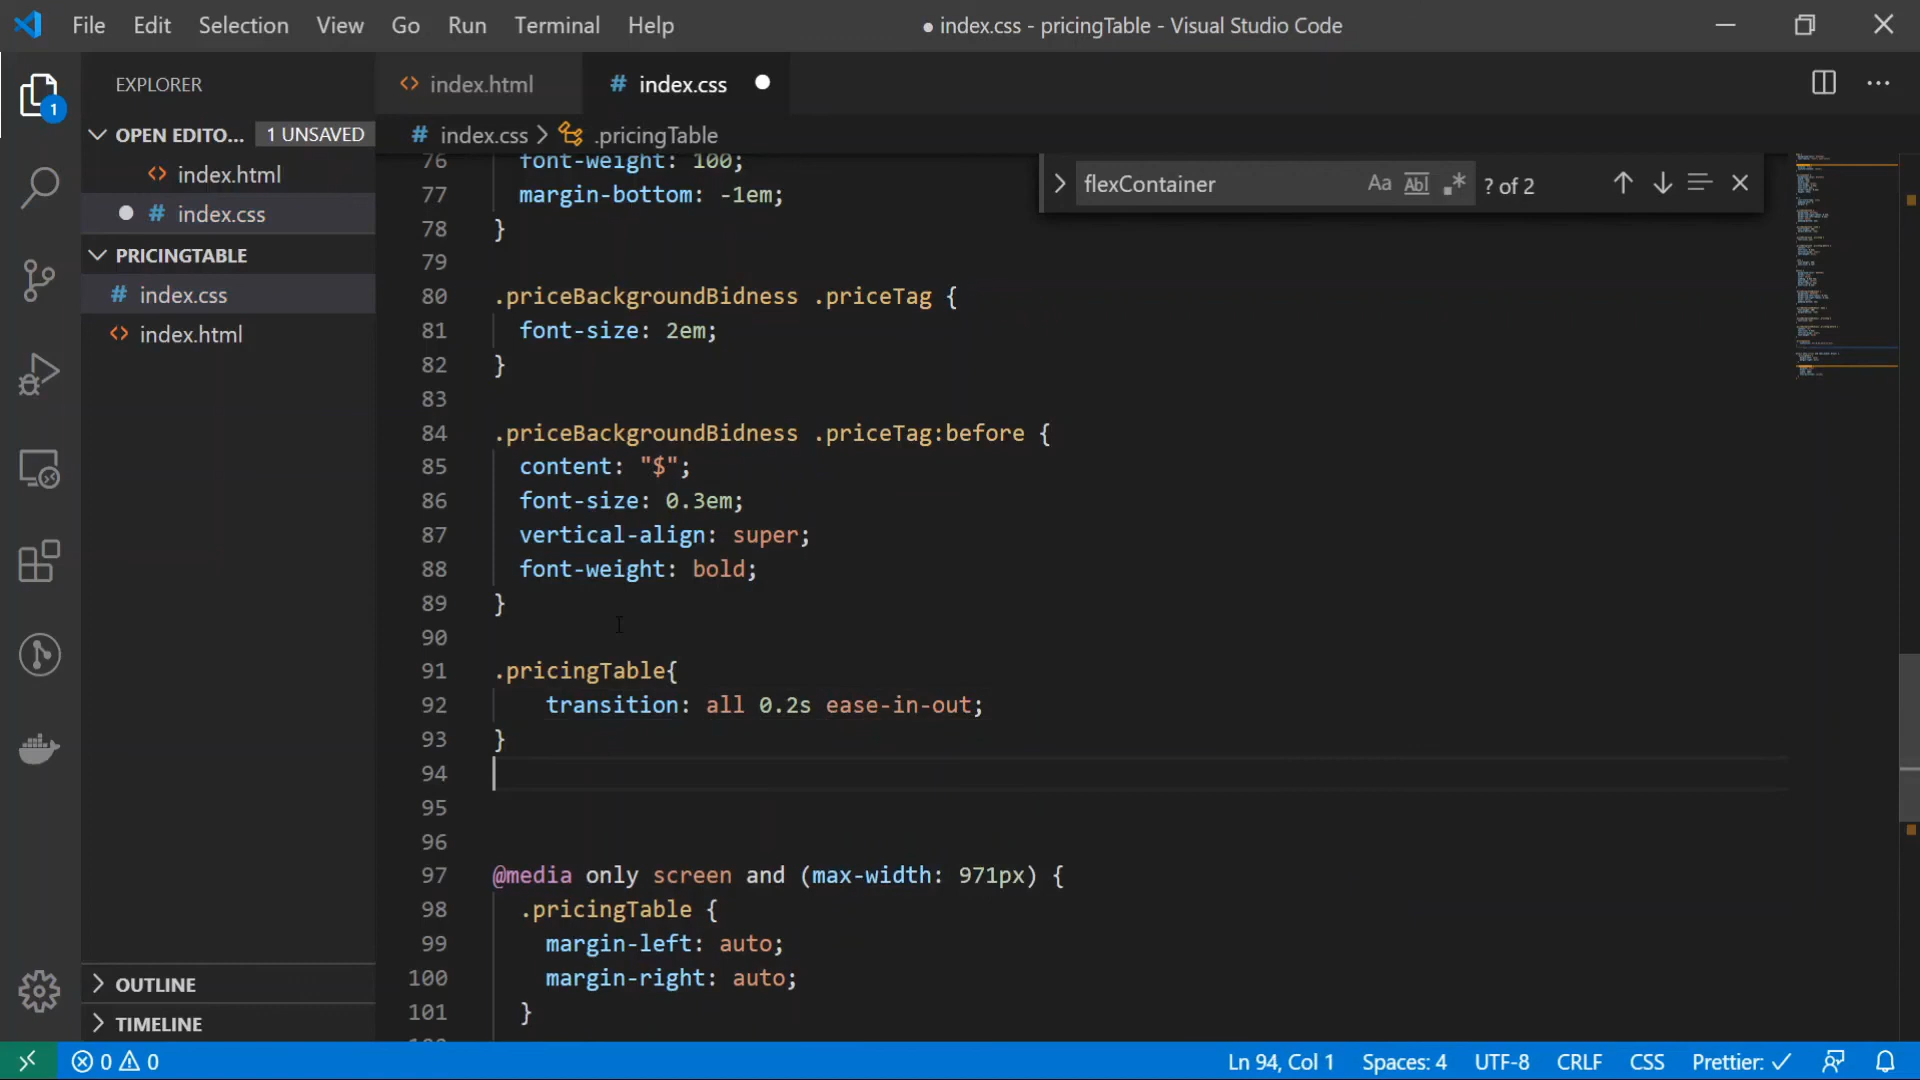 File Edit Selection View Go Run Terminal Help ● index.css - pricingTable - Visual Studio Code
EXPLORER
OPEN EDITO... 1 UNSAVED
<> index.html
● # index.css
PRICINGTABLE
# index.css
<> index.html
OUTLINE
TIMELINE
1
<> index.html # index.css ●
# index.css > .pricingTable
flexContainer Aa Abl .* ? of 2
76 font-weight: 100;
77 margin-bottom: -1em;
78 }
79
80 .priceBackgroundBidness .priceTag {
81 font-size: 2em;
82 }
83
84 .priceBackgroundBidness .priceTag:before {
85 content: "$";
86 font-size: 0.3em;
87 vertical-align: super;
88 font-weight: bold;
89 }
90
91 .pricingTable{
92 transition: all 0.2s ease-in-out;
93 }
94
95
96
97 @media only screen and (max-width: 971px) {
98 .pricingTable {
99 margin-left: auto;
100 margin-right: auto;
101 }
0 0 Ln 94, Col 1 Spaces: 4 UTF-8 CRLF CSS Prettier: ✓